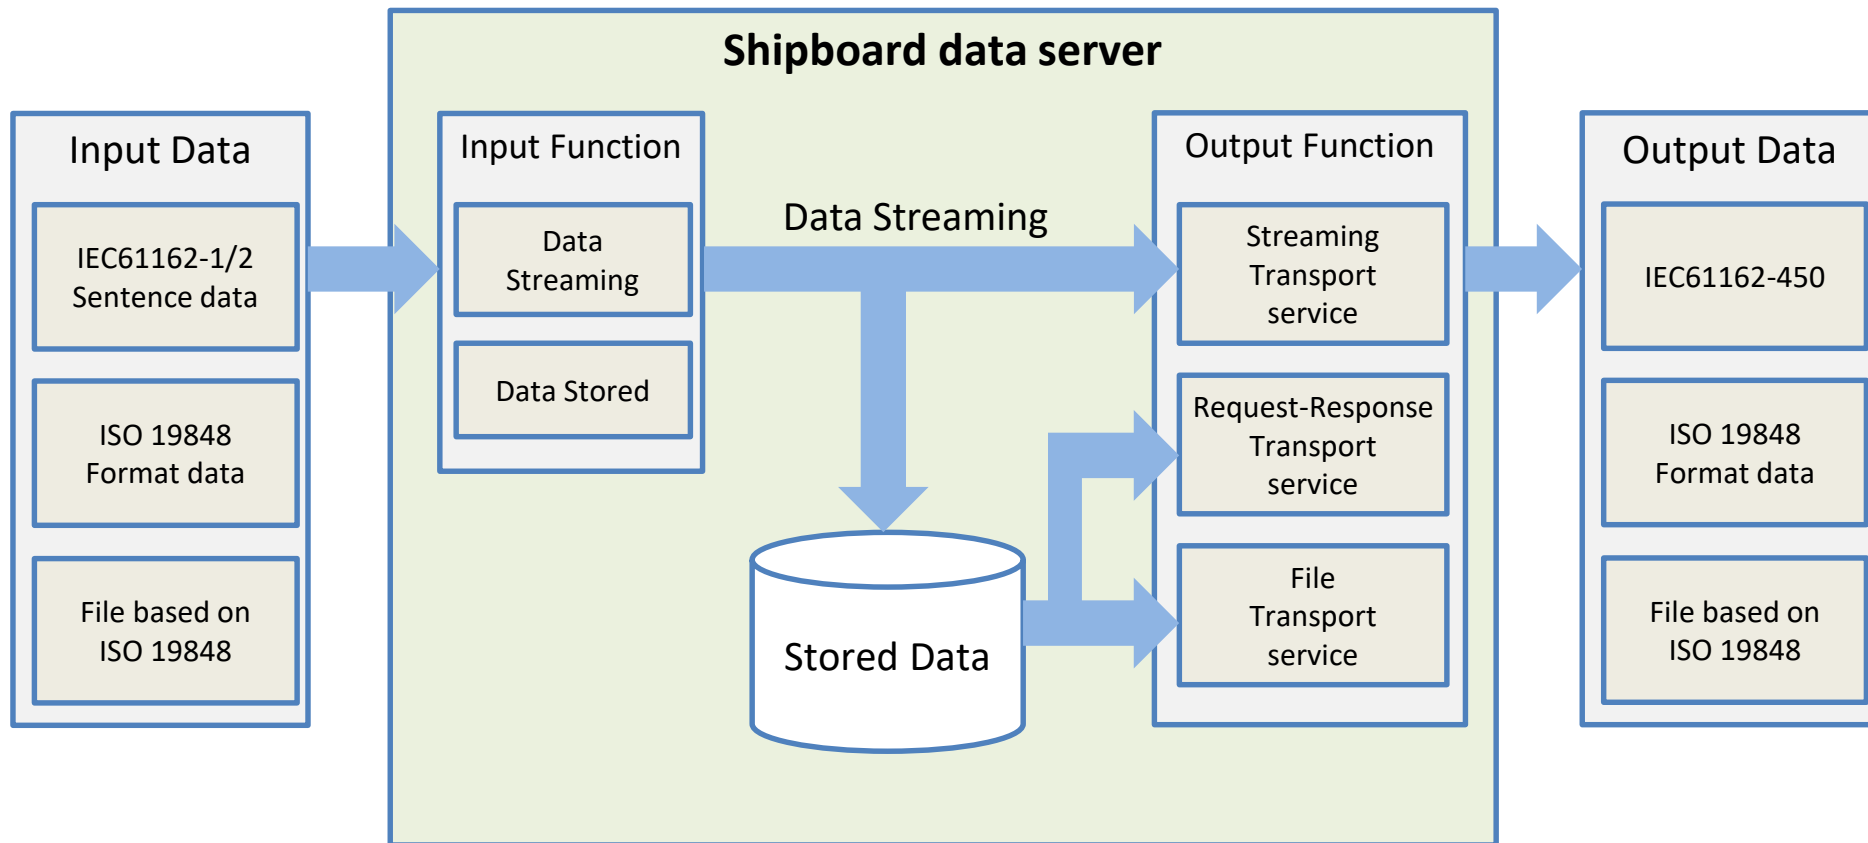 Shipboard data server
Input Data
IEC61162-1/2
Sentence data
ISO 19848
Format data
File based on
ISO 19848
Input Function
Data
Streaming
Data Stored
Data Streaming
Stored Data
Output Function
Streaming
Transport
service
Request-Response
Transport
service
File
Transport
service
Output Data
IEC61162-450
ISO 19848
Format data
File based on
ISO 19848